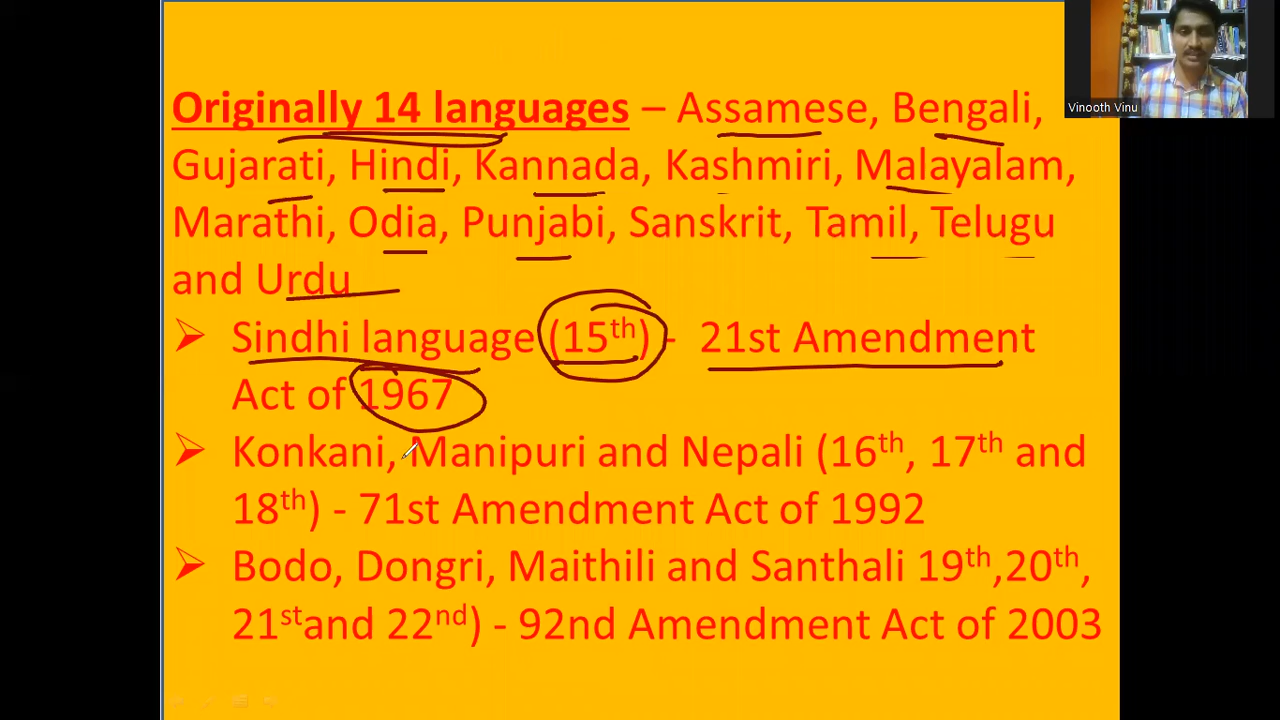 Originally 14 languages – Assamese, Bengali,
Gujarati, Hindi, Kannada, Kashmiri, Malayalam,
Marathi, Odia, Punjabi, Sanskrit, Tamil, Telugu
and Urdu
➢ Sindhi language (15th) - 21st Amendment
Act of 1967
➢ Konkani, Manipuri and Nepali (16th, 17th and
18th) - 71st Amendment Act of 1992
➢ Bodo, Dongri, Maithili and Santhali 19th,20th,
21stand 22nd) - 92nd Amendment Act of 2003
Vinooth Vinu